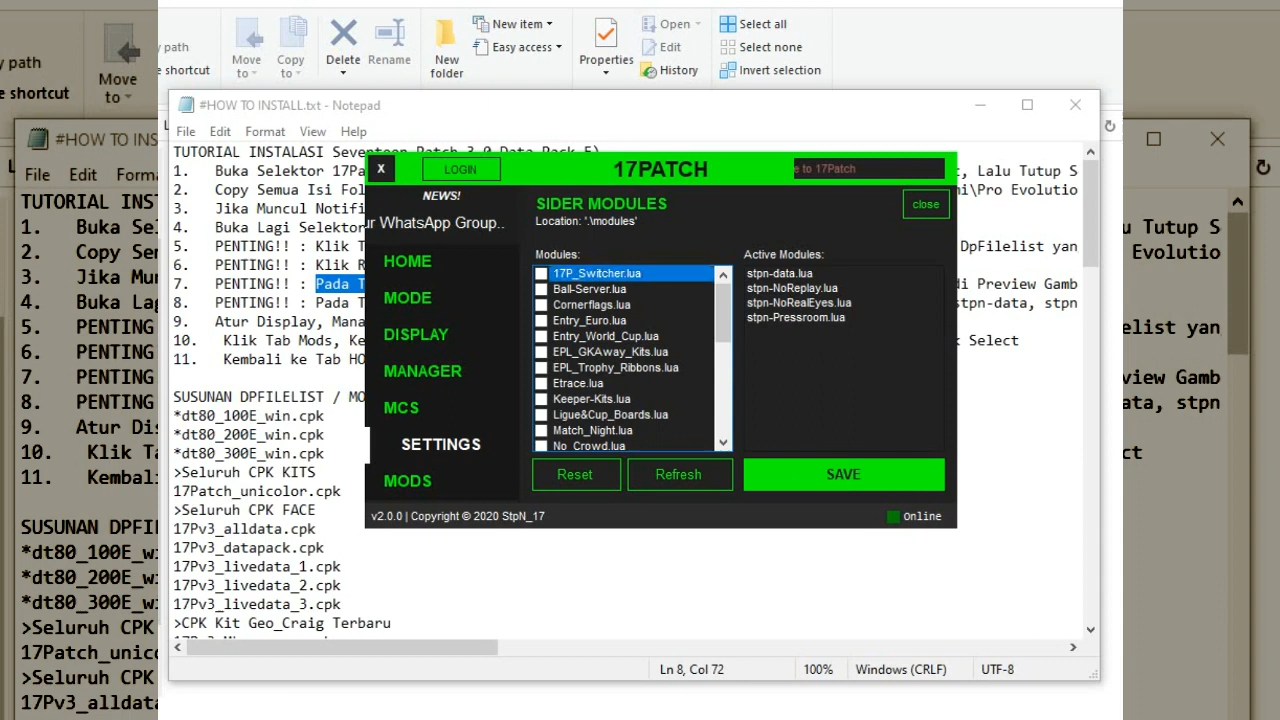 y path
e shortcut
Move
to
#HOW TO INS
File
Edit
Forma
TUTORIAL INS
1. Buka Se
2. Copy Se
3. Jika Mu
4. Buka La
5. PENTING
6. PENTING
7. PENTING
8. PENTING
9. Atur Di
10. Klik Ta
11. Kembali
SUSUNAN DPFI
*dt80_100E_w
*dt80_200E_w
*dt80_300E_w
>Seluruh CPK
17Patch_unic
>Seluruh CPK
17Pv3_alldata
path
shortcut
Move
to
Copy
to
Delete
Rename
New
folder
New item
Easy access
Properties
Open
Edit
History
Select all
Select none
Invert selection
#HOW TO INSTALL.txt - Notepad
File Edit Format View Help
TUTORIAL INSTALASI Seventeen Patch 3.0 Data Pack 5)
1. Buka Selektor 17Pa
t, Lalu Tutup S
2. Copy Semua Isi Fol
ni\Pro Evolutio
3. Jika Muncul Notifi
4. Buka Lagi Selektor
5. PENTING!! : Klik T
DpFilelist yan
6. PENTING!! : Klik R
7. PENTING!! : Pada T
di Preview Gamb
8. PENTING!! : Pada T
stpn-data, stpn
9. Atur Display, Mana
10. Klik Tab Mods, Ke
k Select
11. Kembali ke Tab HO
SUSUNAN DPFILELIST / MO
*dt80_100E_win.cpk
*dt80_200E_win.cpk
*dt80_300E_win.cpk
>Seluruh CPK KITS
17Patch_unicolor.cpk
>Seluruh CPK FACE
17Pv3_alldata.cpk
17Pv3_datapack.cpk
17Pv3_livedata_1.cpk
17Pv3_livedata_2.cpk
17Pv3_livedata_3.cpk
>CPK Kit Geo_Craig Terbaru
Ln 8, Col 72
100%
Windows (CRLF)
UTF-8
X
LOGIN
17PATCH
e to 17Patch
NEWS!
ur WhatsApp Group..
HOME
MODE
DISPLAY
MANAGER
MCS
SETTINGS
MODS
SIDER MODULES
Location: '.\modules'
close
Modules:
17P_Switcher.lua
Ball-Server.lua
Cornerflags.lua
Entry_Euro.lua
Entry_World_Cup.lua
EPL_GKAway_Kits.lua
EPL_Trophy_Ribbons.lua
Etrace.lua
Keeper-Kits.lua
Ligue&Cup_Boards.lua
Match_Night.lua
No_Crowd.lua
Active Modules:
stpn-data.lua
stpn-NoReplay.lua
stpn-NoRealEyes.lua
stpn-Pressroom.lua
Reset
Refresh
SAVE
v2.0.0 | Copyright © 2020 StpN_17
Online
Tutup S
Evolutio
elist yan
view Gamb
ata, stpn
ct